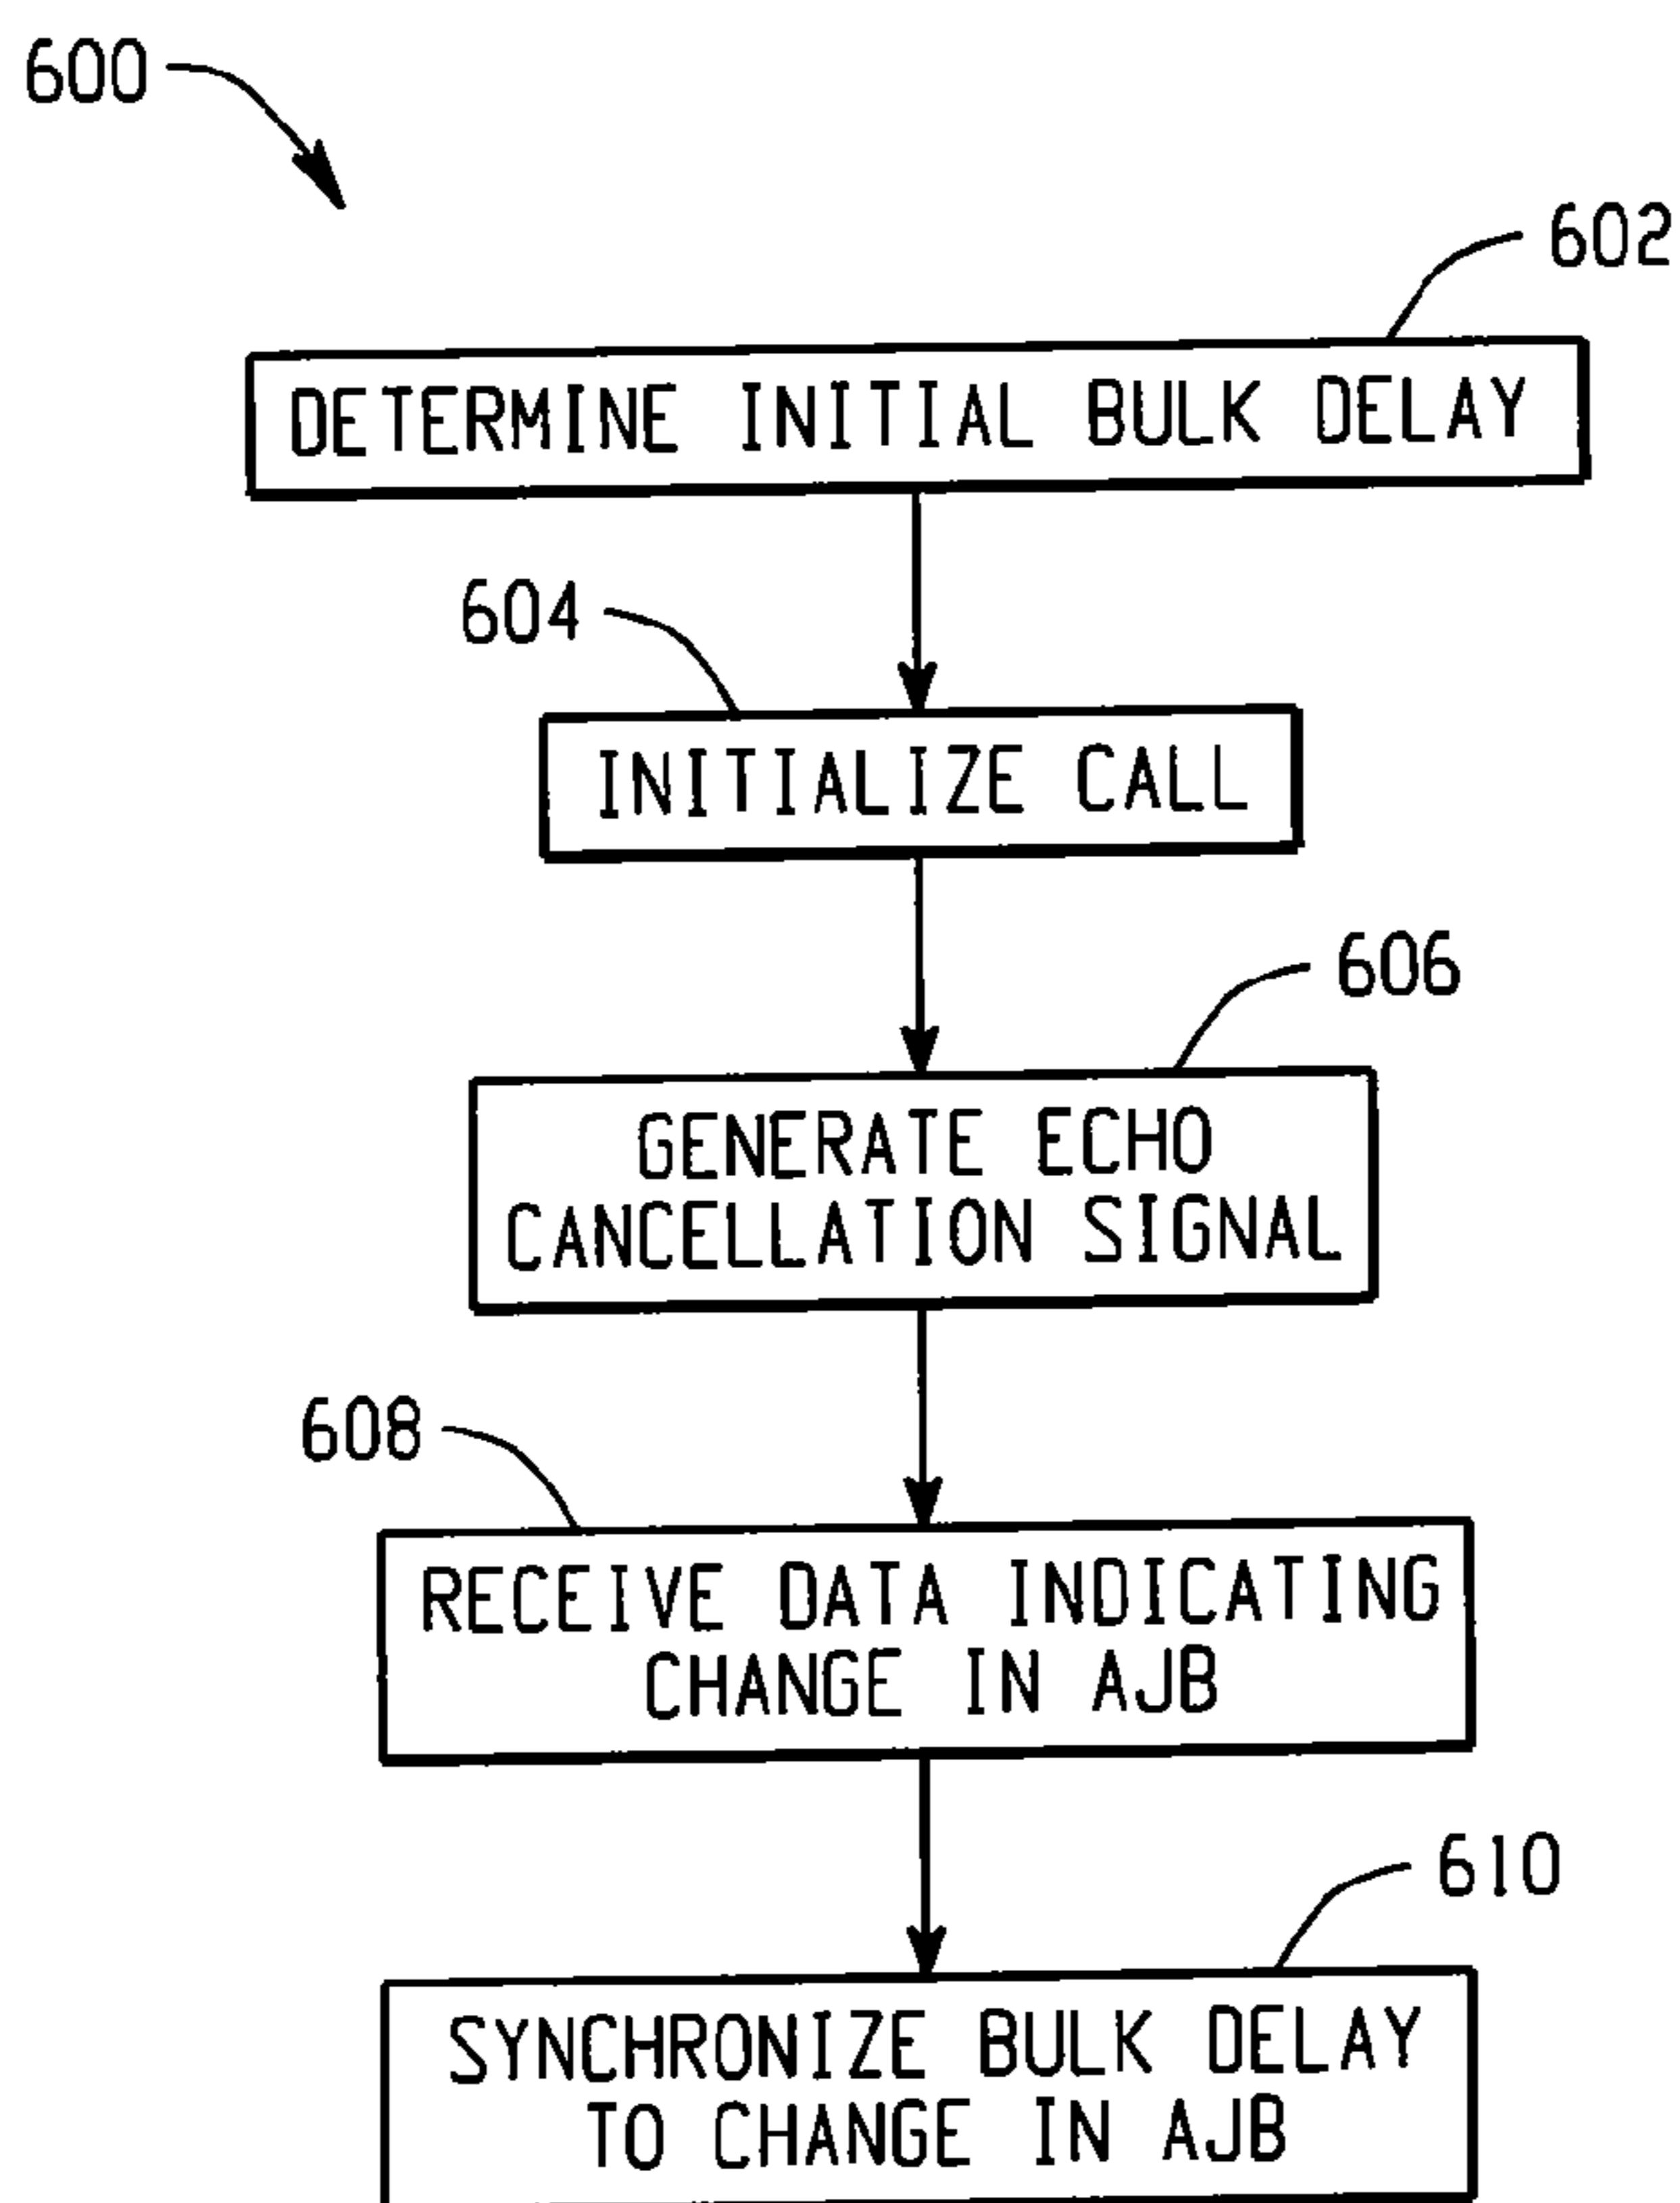 600
602
DETERMINE INITIAL BULK DELAY
604
INITIALIZE CALL
606
GENERATE ECHO
CANCELLATION SIGNAL
608
RECEIVE DATA INDICATING
CHANGE IN AJB
610
SYNCHRONIZE BULK DELAY
TO CHANGE IN AJB